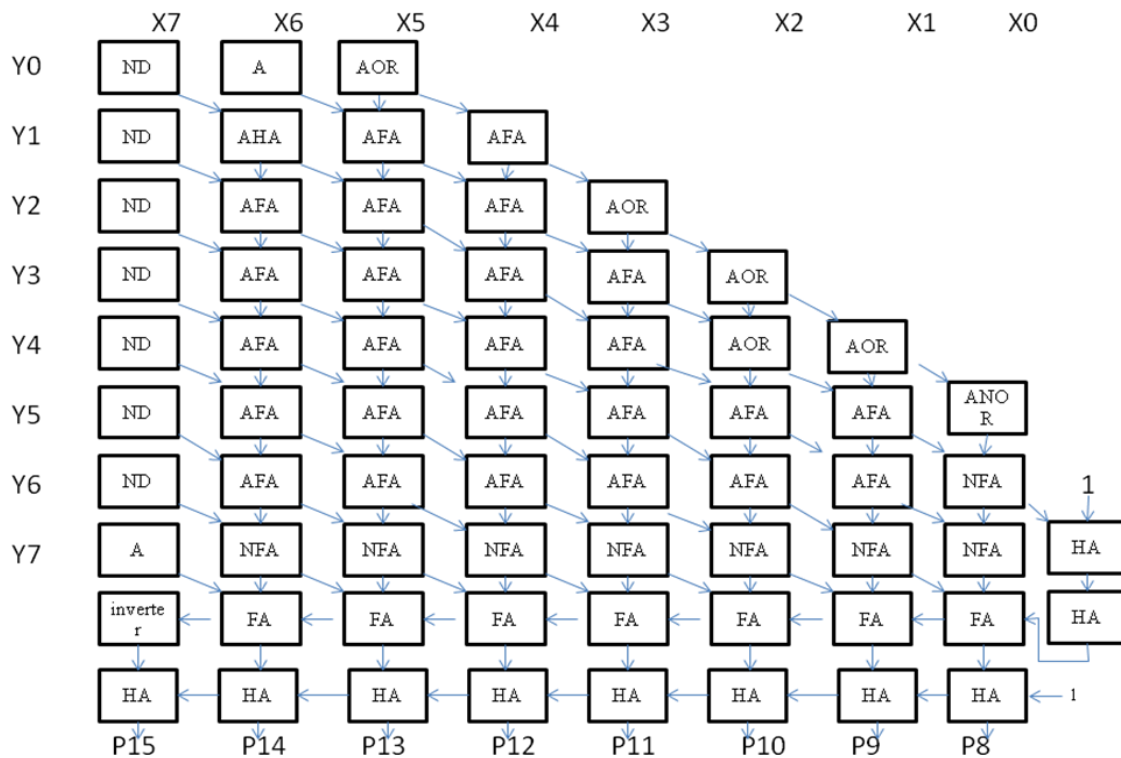 X7 X6 X5 X4 X3 X2 X1 X0
Y0 ND A AOR
Y1 ND AHA AFA AFA
Y2 ND AFA AFA AFA AOR
Y3 ND AFA AFA AFA AFA AOR
Y4 ND AFA AFA AFA AFA AOR AOR
Y5 ND AFA AFA AFA AFA AFA AFA ANO
R
Y6 ND AFA AFA AFA AFA AFA AFA NFA 1
Y7 A NFA NFA NFA NFA NFA NFA NFA HA
inverte
r FA FA FA FA FA FA FA HA
HA HA HA HA HA HA HA HA 1
P15 P14 P13 P12 P11 P10 P9 P8